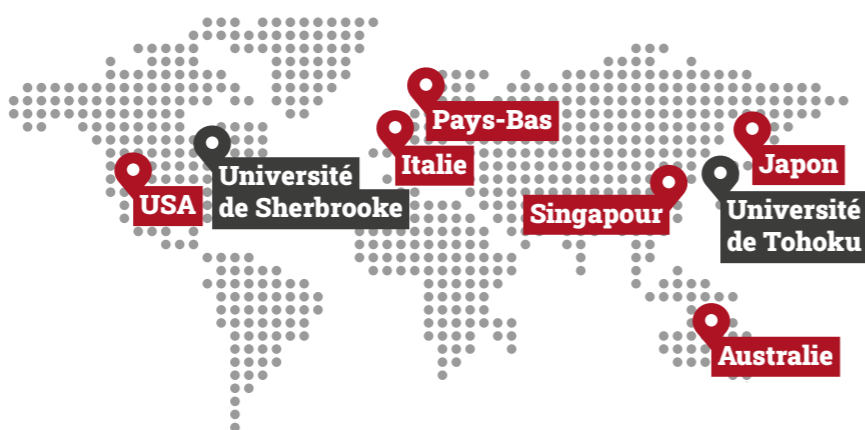 Pays-Bas
Italie
Japon
USA
Université
de Sherbrooke
Singapour
Université
de Tohoku
Australie